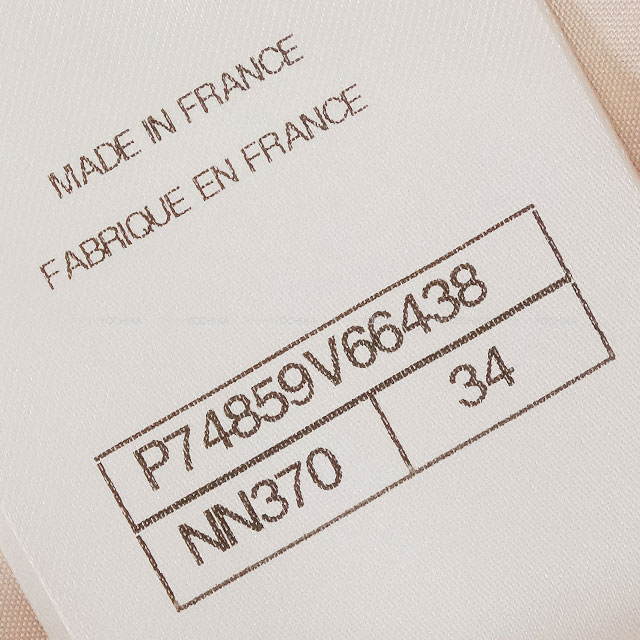 MADE IN FRANCE
FABRIQUE EN FRANCE
P74859V66438
NN370 34